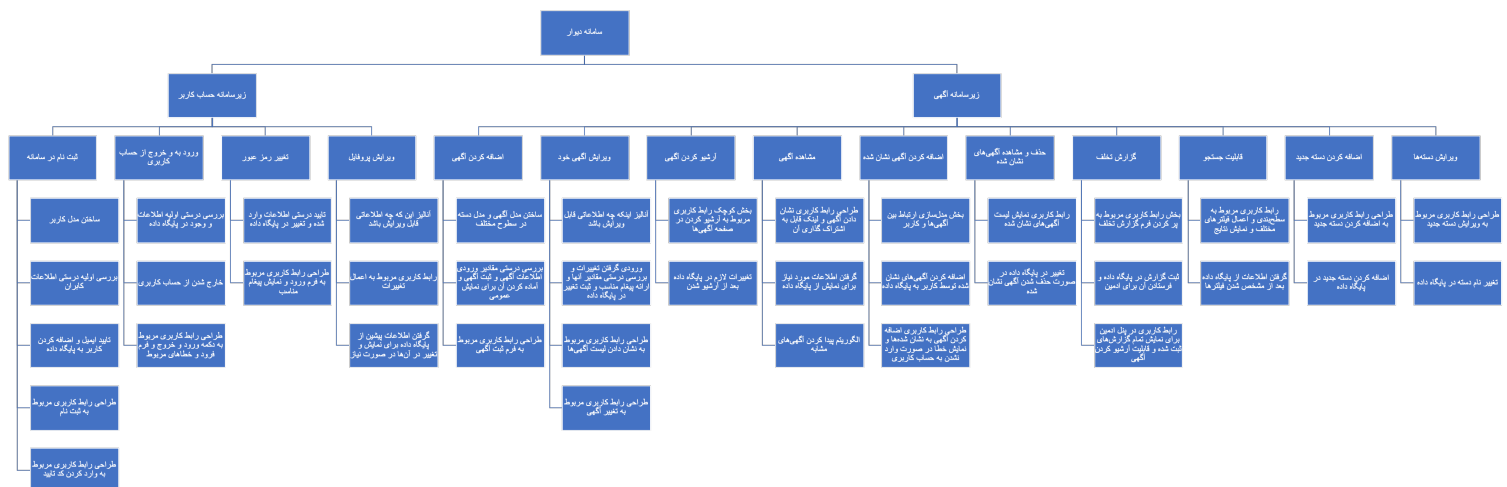 سامانه دیوار
زیرسامانه حساب کاربر
زیرسامانه آگهی
ثبت نام در سامانه
ورود به و خروج از حساب
کاربری
تغییر رمز عبور
ویرایش پروفایل
اضافه کردن آگهی
ویرایش آگهی خود
آرشیو کردن آگهی
مشاهده آگهی
اضافه کردن آگهی نشان شده
حذف و مشاهده آگهی‌های
نشان شده
گزارش تخلف
قابلیت جستجو
اضافه کردن دسته جدید
ویرایش دسته‌ها
ساختن مدل کاربر
بررسی اولیه درستی اطلاعات
کابران
تایید ایمیل و اضافه کردن
کاربر به پایگاه داده
طراحی رابط کاربری مربوط
به ثبت نام
طراحی رابط کاربری مربوط
به وارد کردن کد تایید
بررسی درستی اولیه اطلاعات
و وجود در پایگاه داده
خارج شدن از حساب کاربری
طراحی رابط کاربری مربوط
به دکمه ورود و خروج و فرم
فرود و خطاهای مربوط
تایید درستی اطلاعات وارد
شده و تغییر در پایگاه داده
طراحی رابط کاربری مربوط
به فرم ورود و نمایش پیغام
مناسب
آنالیز این که چه اطلاعاتی
قابل ویرایش باشد
رابط کاربری مربوط به اعمال
تغییرات
گرفتن اطلاعات پیشین از
پایگاه داده برای نمایش و
تغییر در آن‌ها در صورت نیاز
ساختن مدل آگهی و مدل دسته
در سطوح مختلف
بررسی درستی مقادیر ورودی
اطلاعات آگهی و ثبت آگهی و
آماده کردن آن برای نمایش
عمومی
طراحی رابط کاربری مربوط
به فرم ثبت آگهی
آنالیز اینکه چه اطلاعاتی قابل
ویرایش باشد
ورودی گرفتن تغییرات و
بررسی درستی مقادیر آنها و
ارائه پیغام مناسب و ثبت تغییر
در پایگاه داده
طراحی رابط کاربری مربوط
به نشان دادن لیست آگهی‌ها
طراحی رابط کاربری مربوط
به تغییر آگهی
بخش کوچک رابط کاربری
مربوط به آرشیو کردن در
صفحه آگهی‌ها
تغییرات لازم در پایگاه داده
بعد از آرشیو شدن
طراحی رابط کاربری نشان
دادن آگهی و لینک قابل به
اشتراک گذاری آن
گرفتن اطلاعات مورد نیاز
برای نمایش از پایگاه داده
الگوریتم پیدا کردن آگهی‌های
مشابه
بخش مدل‌سازی ارتباط بین
آگهی‌ها و کاربر
اضافه کردن آگهی‌های نشان
شده توسط کاربر به پایگاه داده
طراحی رابط کاربری اضافه
کردن آگهی به نشان شده‌ها و
نمایش خطا در صورت وارد
نشدن به حساب کاربری
رابط کاربری نمایش لیست
آگهی‌های نشان شده
تغییر در پایگاه داده در
صورت حذف شدن آگهی نشان
شده
بخش رابط کاربری مربوط به
پر کردن فرم گزارش تخلف
ثبت گزارش در پایگاه داده و
فرستادن آن برای ادمین
رابط کاربری در پنل ادمین
برای نمایش تمام گزارش‌های
ثبت شده و قابلیت آرشیو کردن
آگهی
رابط کاربری مربوط به
سطح‌بندی و اعمال فیلترهای
مختلف و نمایش نتایج
گرفتن اطلاعات از پایگاه داده
بعد از مشخص شدن فیلترها
طراحی رابط کاربری مربوط
به اضافه کردن دسته جدید
اضافه کردن دسته جدید در
پایگاه داده
طراحی رابط کاربری مربوط
به ویرایش دسته جدید
تغییر نام دسته در پایگاه داده